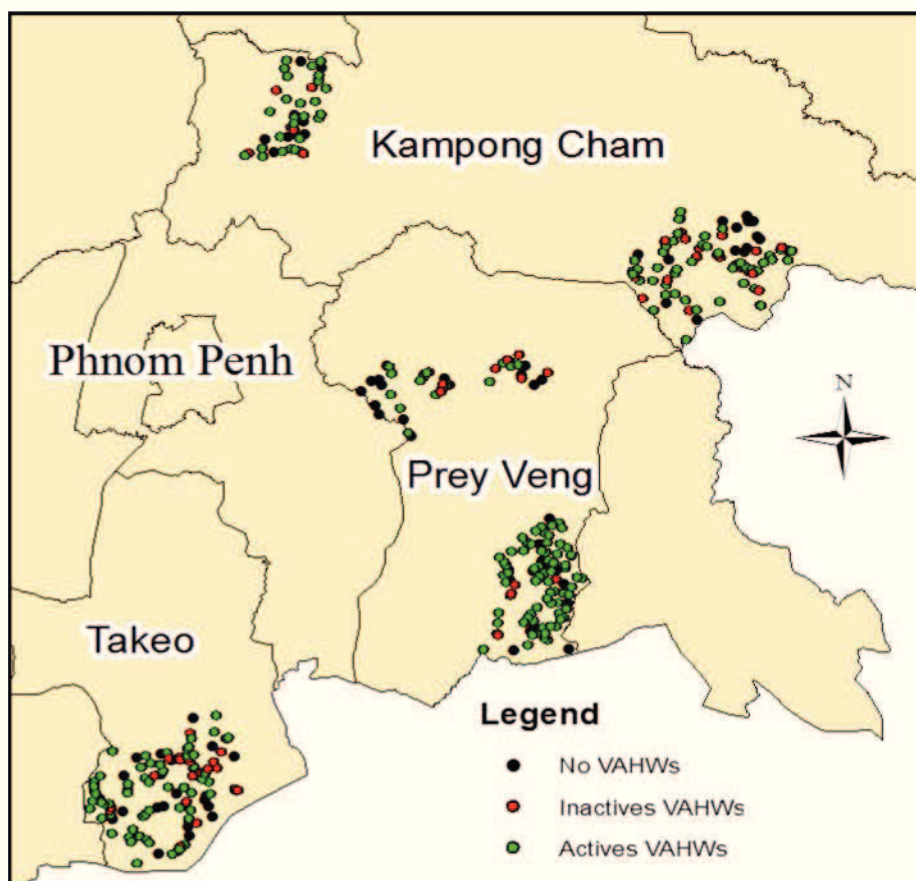 Kampong Cham
Phnom Penh
N
Prey Veng
Takeo
Legend
No VAHWs
Inactives VAHWs
Actives VAHWs